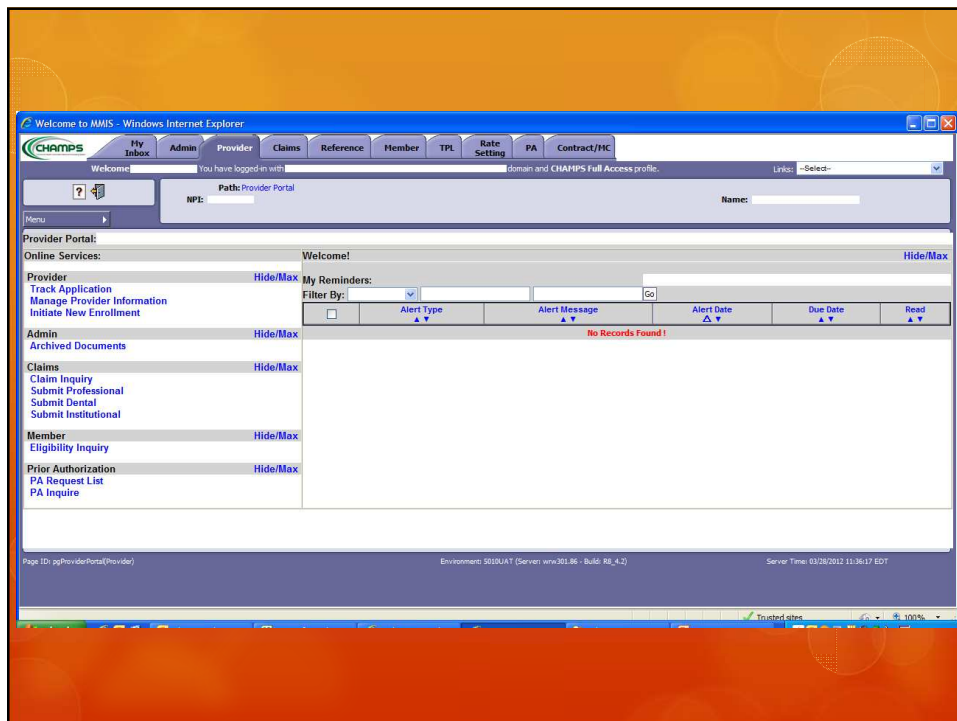 Welcome to MMIS - Windows Internet Explorer
CHAMPS My Inbox Admin Provider Claims Reference Member TPL Rate Setting PA Contract/MC
Welcome You have logged-in with domain and CHAMPS Full Access profile. Links: --Select--
?
Path: Provider Portal
NPI: Name:
Menu
Provider Portal:
Online Services: Welcome! Hide/Max
Provider Hide/Max My Reminders:
Track Application
Manage Provider Information Filter By: Go
Initiate New Enrollment
Alert Type Alert Message Alert Date Due Date Read
Admin Hide/Max No Records Found !
Archived Documents
Claims Hide/Max
Claim Inquiry
Submit Professional
Submit Dental
Submit Institutional
Member Hide/Max
Eligibility Inquiry
Prior Authorization Hide/Max
PA Request List
PA Inquire
Page ID: pgProviderPortal(Provider) Environment: 5010UAT (Server: wrw301.86 - Build: R8_4.2) Server Time: 03/28/2012 11:36:17 EDT
Trusted sites 100%